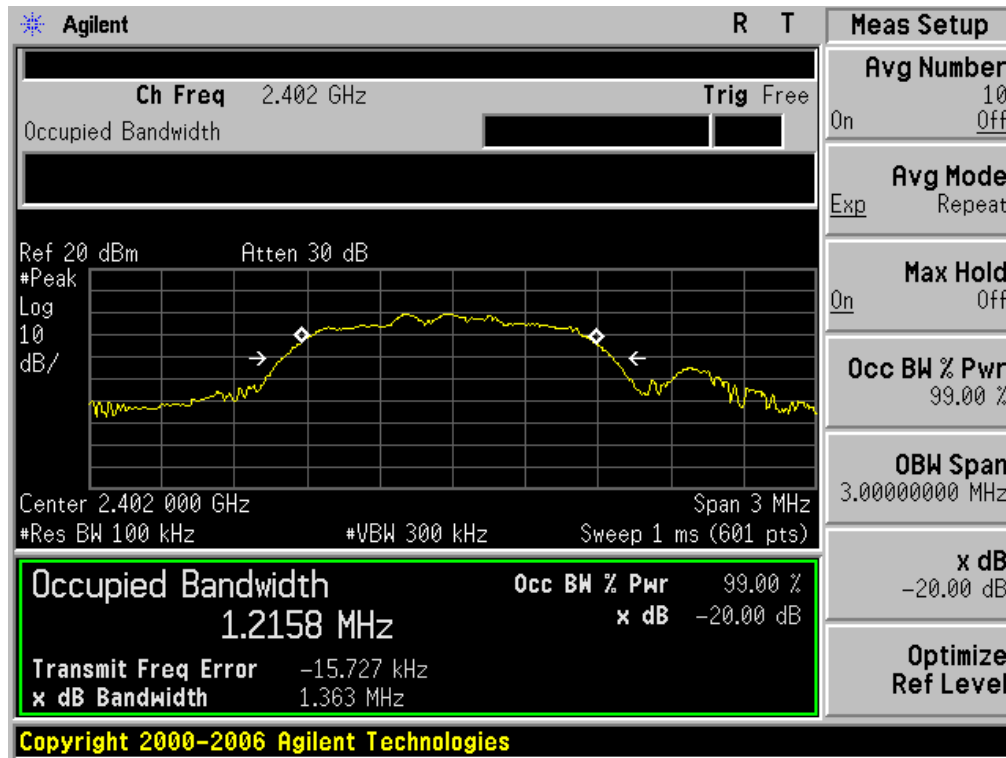 Agilent
R T
Ch Freq 2.402 GHz
Trig Free
Occupied Bandwidth
Ref 20 dBm
Atten 30 dB
#Peak
Log
10
dB/
Center 2.402 000 GHz
Span 3 MHz
#Res BW 100 kHz
#VBW 300 kHz
Sweep 1 ms (601 pts)
Occupied Bandwidth
1.2158 MHz
Occ BW % Pwr 99.00 %
x dB -20.00 dB
Transmit Freq Error -15.727 kHz
x dB Bandwidth 1.363 MHz
Copyright 2000-2006 Agilent Technologies
Meas Setup
Avg Number
10
On Off
Avg Mode
Exp Repeat
Max Hold
On Off
Occ BW % Pwr
99.00 %
OBW Span
3.00000000 MHz
x dB
-20.00 dB
Optimize
Ref Level